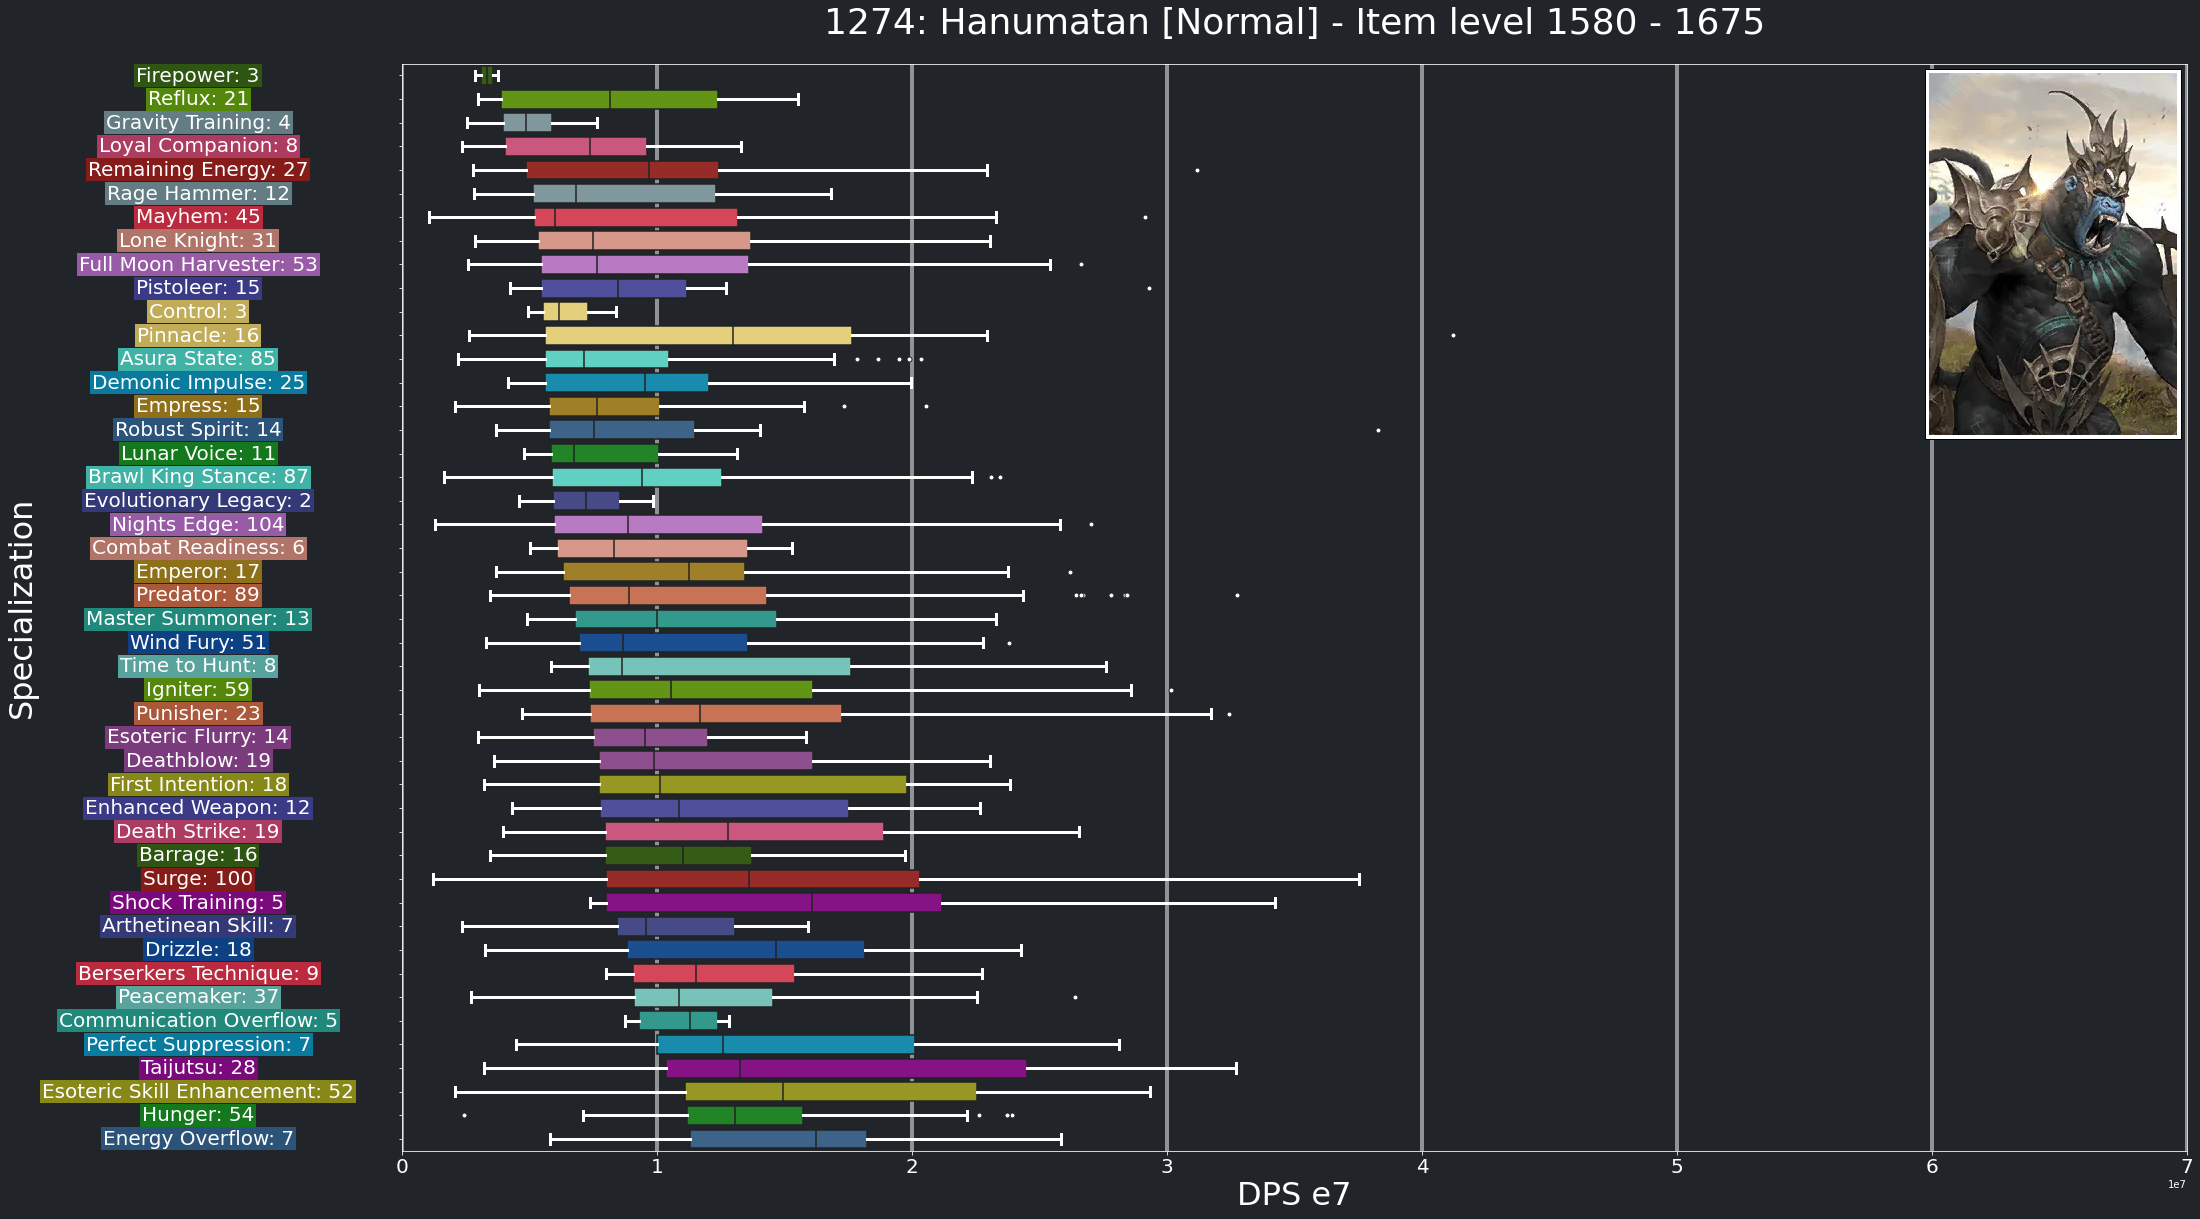 1274: Hanumatan [Normal] - Item level 1580 - 1675
Specialization
Firepower: 3
Reflux: 21
Gravity Training: 4
Loyal Companion: 8
Remaining Energy: 27
Rage Hammer: 12
Mayhem: 45
Lone Knight: 31
Full Moon Harvester: 53
Pistoleer: 15
Control: 3
Pinnacle: 16
Asura State: 85
Demonic Impulse: 25
Empress: 15
Robust Spirit: 14
Lunar Voice: 11
Brawl King Stance: 87
Evolutionary Legacy: 2
Nights Edge: 104
Combat Readiness: 6
Emperor: 17
Predator: 89
Master Summoner: 13
Wind Fury: 51
Time to Hunt: 8
Igniter: 59
Punisher: 23
Esoteric Flurry: 14
Deathblow: 19
First Intention: 18
Enhanced Weapon: 12
Death Strike: 19
Barrage: 16
Surge: 100
Shock Training: 5
Arthetinean Skill: 7
Drizzle: 18
Berserkers Technique: 9
Peacemaker: 37
Communication Overflow: 5
Perfect Suppression: 7
Taijutsu: 28
Esoteric Skill Enhancement: 52
Hunger: 54
Energy Overflow: 7
0 1 2 3 4 5 6 7
1e7
DPS e7